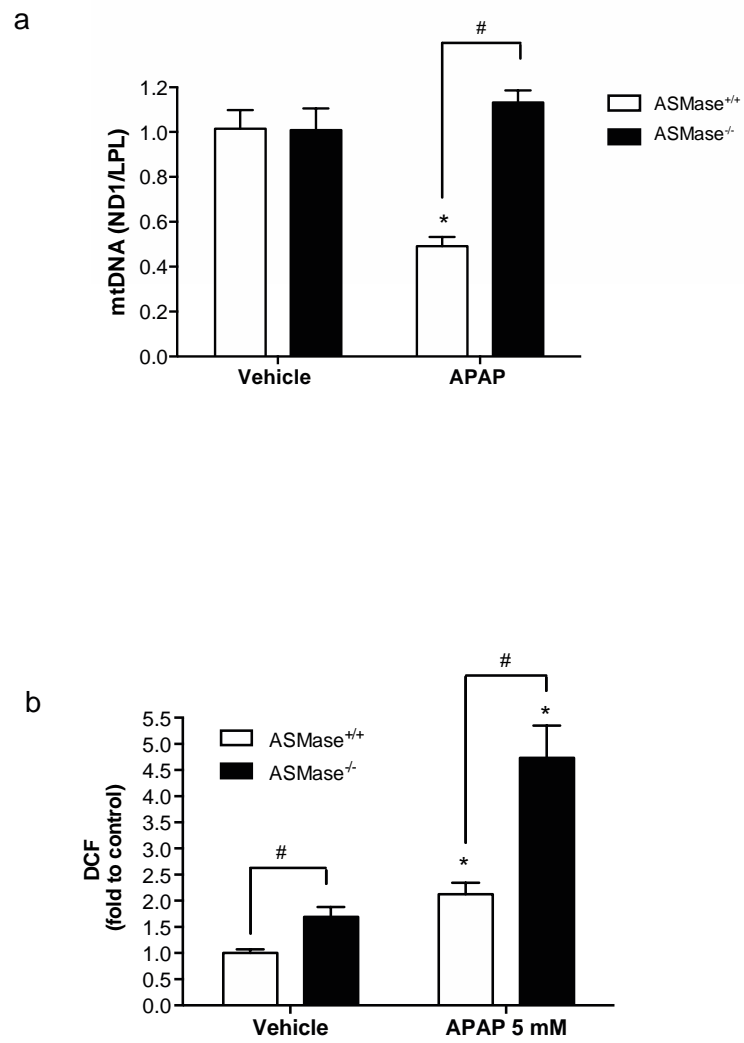 a
#
1.2
1.0
0.8
0.6
0.4
0.2
0.0
mtDNA (ND1/LPL)
*
ASMase+/+
ASMase-/-
Vehicle
APAP
b
#
5.5
5.0
4.5
4.0
3.5
3.0
2.5
2.0
1.5
1.0
0.5
0.0
DCF
(fold to control)
ASMase+/+
ASMase-/-
#
*
*
Vehicle
APAP 5 mM